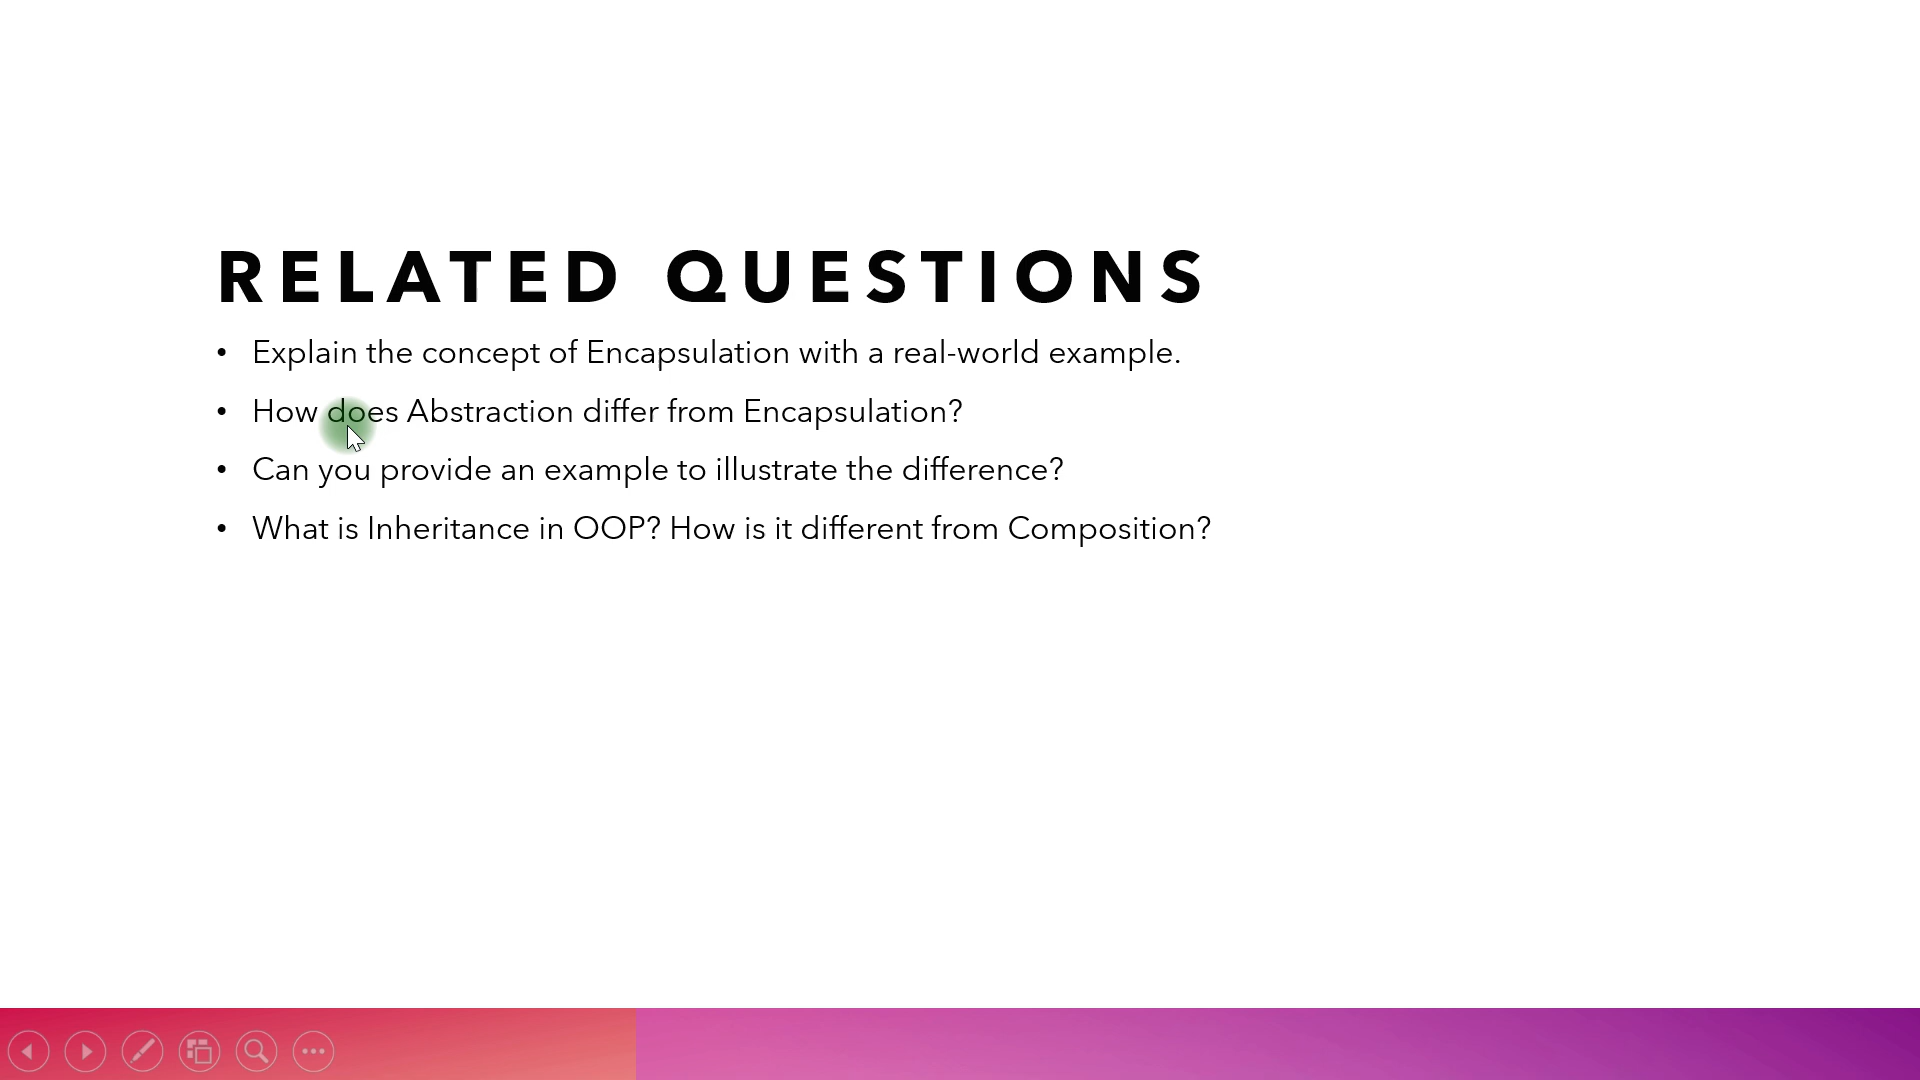 RELATED QUESTIONS
• Explain the concept of Encapsulation with a real-world example.
• How does Abstraction differ from Encapsulation?
• Can you provide an example to illustrate the difference?
• What is Inheritance in OOP? How is it different from Composition?